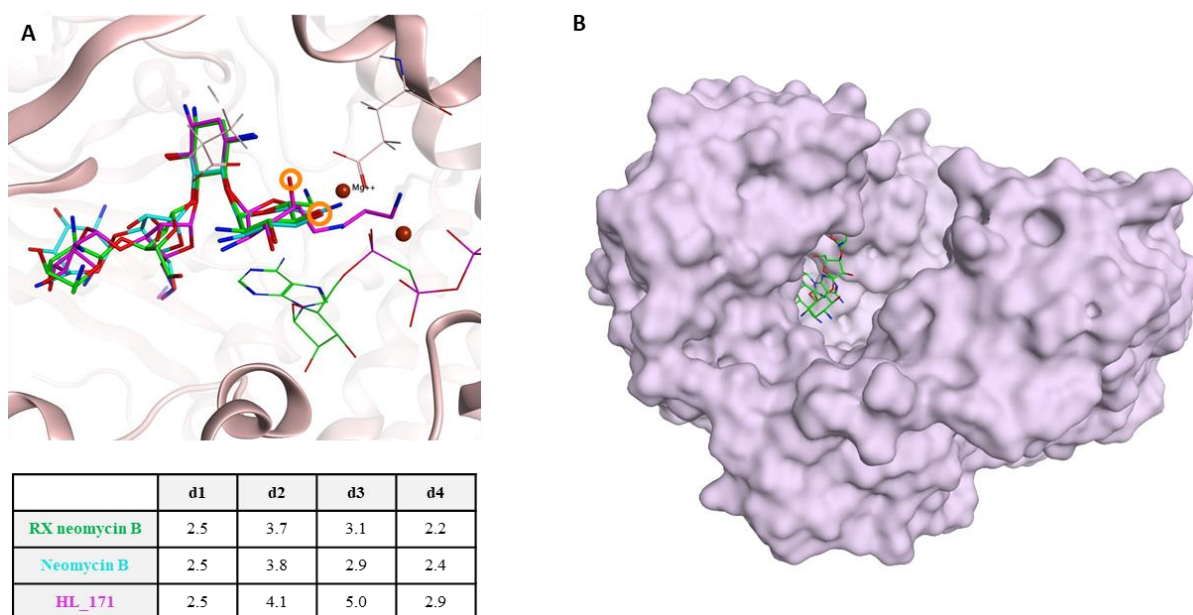 A
B
Mg++
d1 d2 d3 d4
RX neomycin B 2.5 3.7 3.1 2.2
Neomycin B 2.5 3.8 2.9 2.4
HL_171 2.5 4.1 5.0 2.9